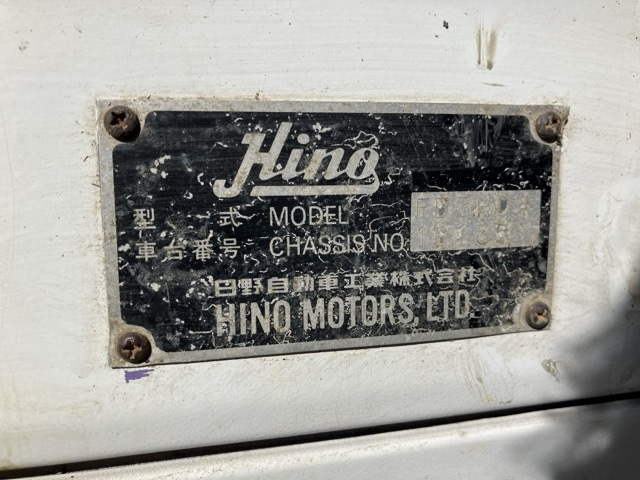 Hino
型式 MODEL
車台番号 CHASSIS NO.
日野自動車工業株式会社
HINO MOTORS, LTD.